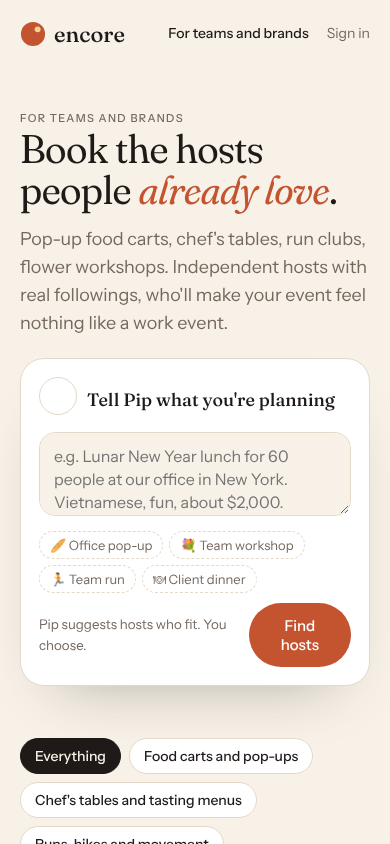 encore
For teams and brands
Sign in
FOR TEAMS AND BRANDS
Book the hosts
people already love.
Pop-up food carts, chef's tables, run clubs,
flower workshops. Independent hosts with
real followings, who'll make your event feel
nothing like a work event.
Tell Pip what you're planning
e.g. Lunar New Year lunch for 60
people at our office in New York.
Vietnamese, fun, about $2,000.
🥖 Office pop-up
💐 Team workshop
🏃 Team run
🍽 Client dinner
Pip suggests hosts who fit. You
choose.
Find
hosts
Everything
Food carts and pop-ups
Chef's tables and tasting menus
Runs, hikes and movement